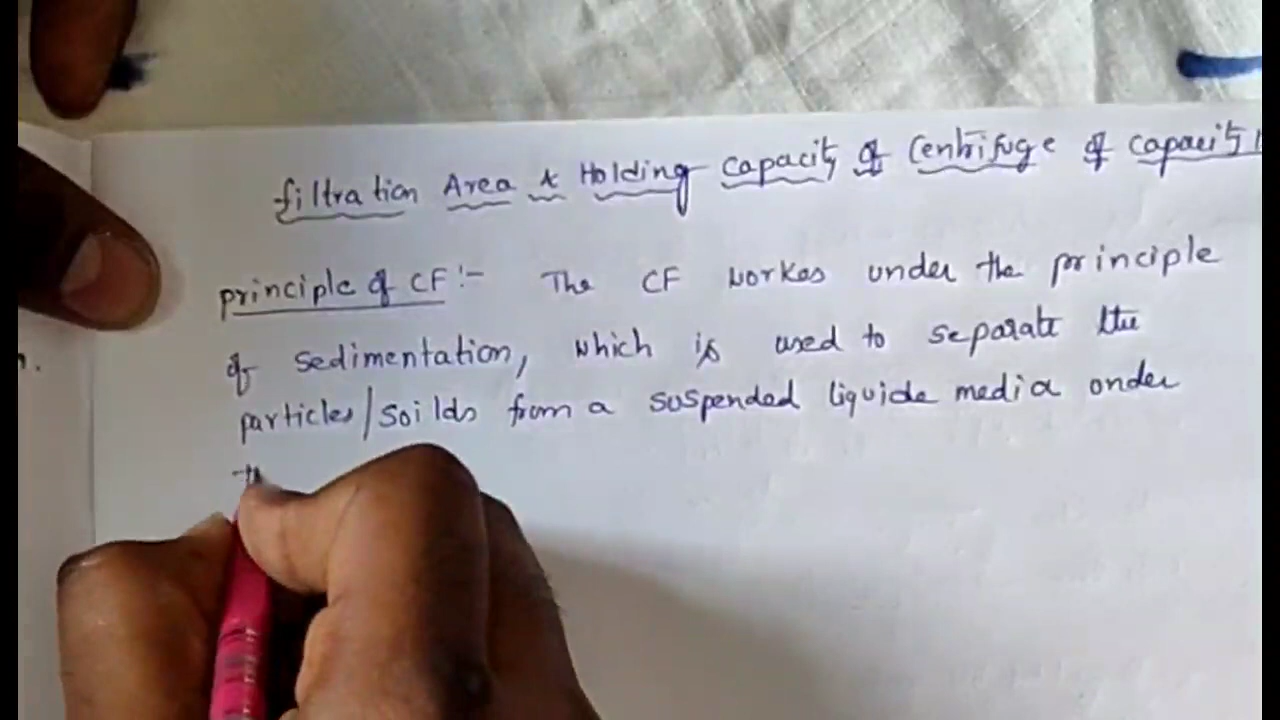 filtration Area & Holding capacity of Centrifuge of capacity
principle of CF :- The CF workes under the principle
of sedimentation, which is used to separate the
particles/soilds from a suspended liquide media under